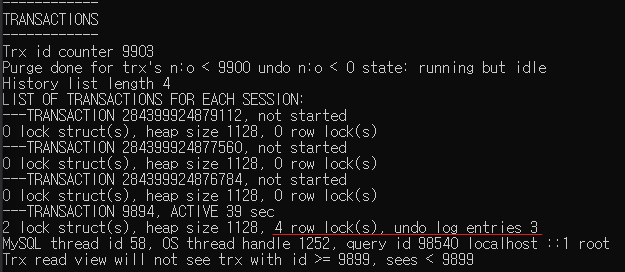 ------------
TRANSACTIONS
------------
Trx id counter 9903
Purge done for trx's n:o < 9900 undo n:o < 0 state: running but idle
History list length 4
LIST OF TRANSACTIONS FOR EACH SESSION:
---TRANSACTION 284399924879112, not started
0 lock struct(s), heap size 1128, 0 row lock(s)
---TRANSACTION 284399924877560, not started
0 lock struct(s), heap size 1128, 0 row lock(s)
---TRANSACTION 284399924876784, not started
0 lock struct(s), heap size 1128, 0 row lock(s)
---TRANSACTION 9894, ACTIVE 39 sec
2 lock struct(s), heap size 1128, 4 row lock(s), undo log entries 3
MySQL thread id 58, OS thread handle 1252, query id 98540 localhost ::1 root
Trx read view will not see trx with id >= 9899, sees < 9899